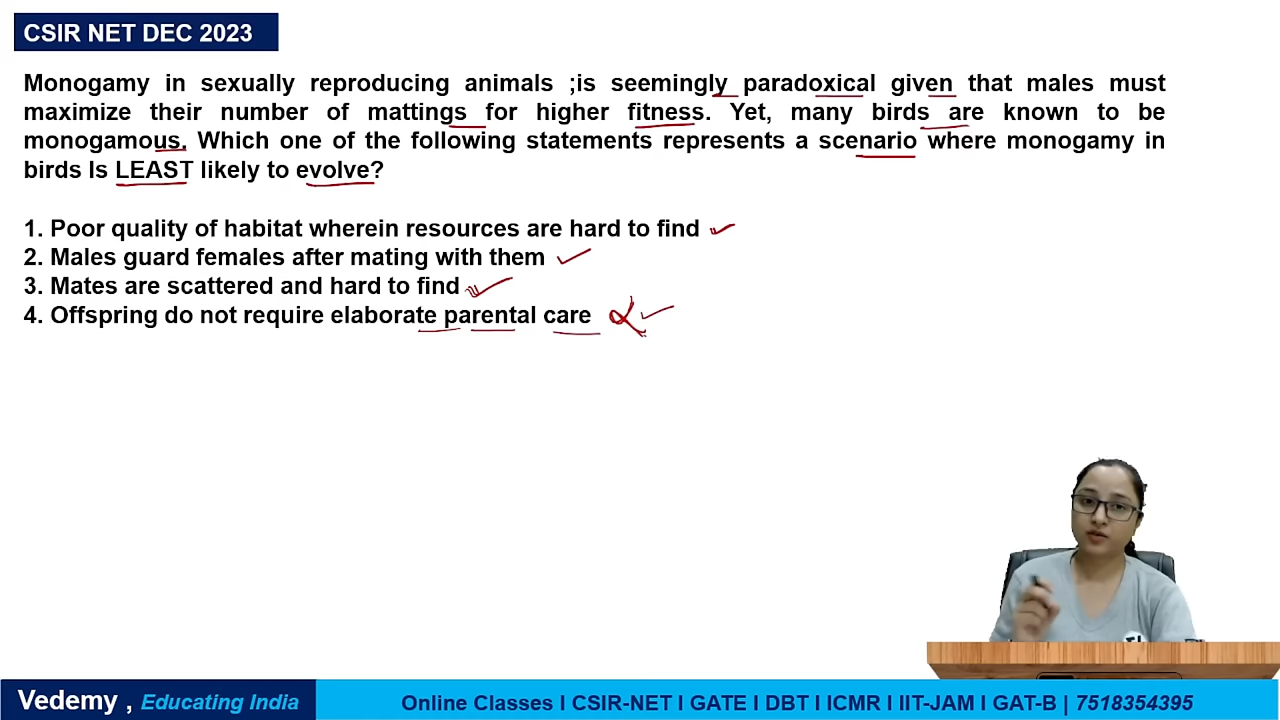 CSIR NET DEC 2023
Monogamy in sexually reproducing animals ;is seemingly paradoxical given that males must
maximize their number of mattings for higher fitness. Yet, many birds are known to be
monogamous. Which one of the following statements represents a scenario where monogamy in
birds Is LEAST likely to evolve?
1. Poor quality of habitat wherein resources are hard to find
2. Males guard females after mating with them
3. Mates are scattered and hard to find
4. Offspring do not require elaborate parental care
Vedemy , Educating India
Online Classes I CSIR-NET I GATE I DBT I ICMR I IIT-JAM I GAT-B | 7518354395